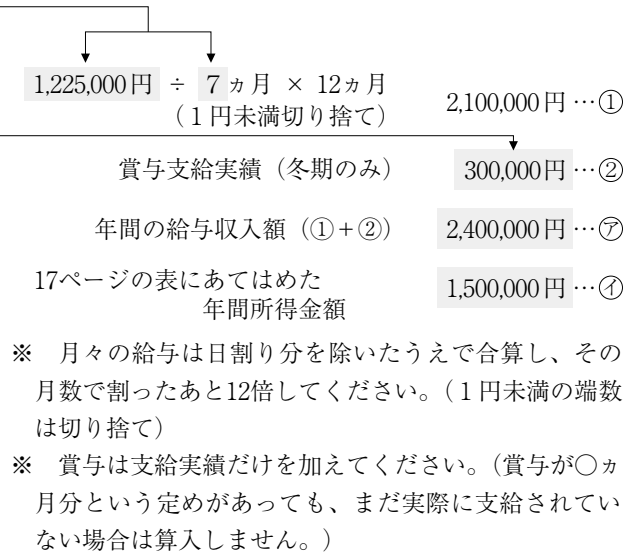 1,225,000円 ÷ 7ヵ月 × 12ヵ月
（1円未満切り捨て） 2,100,000円…①
賞与支給実績（冬期のみ） 300,000円…②
年間の給与収入額（①+②） 2,400,000円…㋐
17ページの表にあてはめた
年間所得金額 1,500,000円…㋑
※　月々の給与は日割り分を除いたうえで合算し、その
月数で割ったあと12倍してください。（1円未満の端数
は切り捨て）
※　賞与は支給実績だけを加えてください。（賞与が○ヵ
月分という定めがあっても、まだ実際に支給されてい
ない場合は算入しません。）